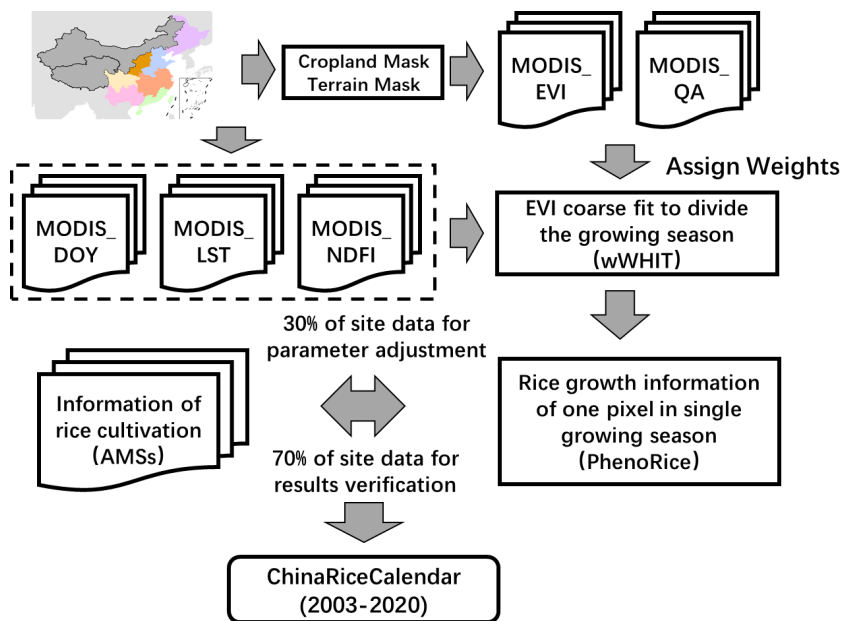 Cropland Mask
Terrain Mask
MODIS_
EVI
MODIS_
QA
Assign Weights
MODIS_
DOY
MODIS_
LST
MODIS_
NDFI
EVI coarse fit to divide
the growing season
(wWHIT)
30% of site data for
parameter adjustment
Information of
rice cultivation
(AMSs)
Rice growth information
of one pixel in single
growing season
(PhenoRice)
70% of site data for
results verification
ChinaRiceCalendar
(2003-2020)